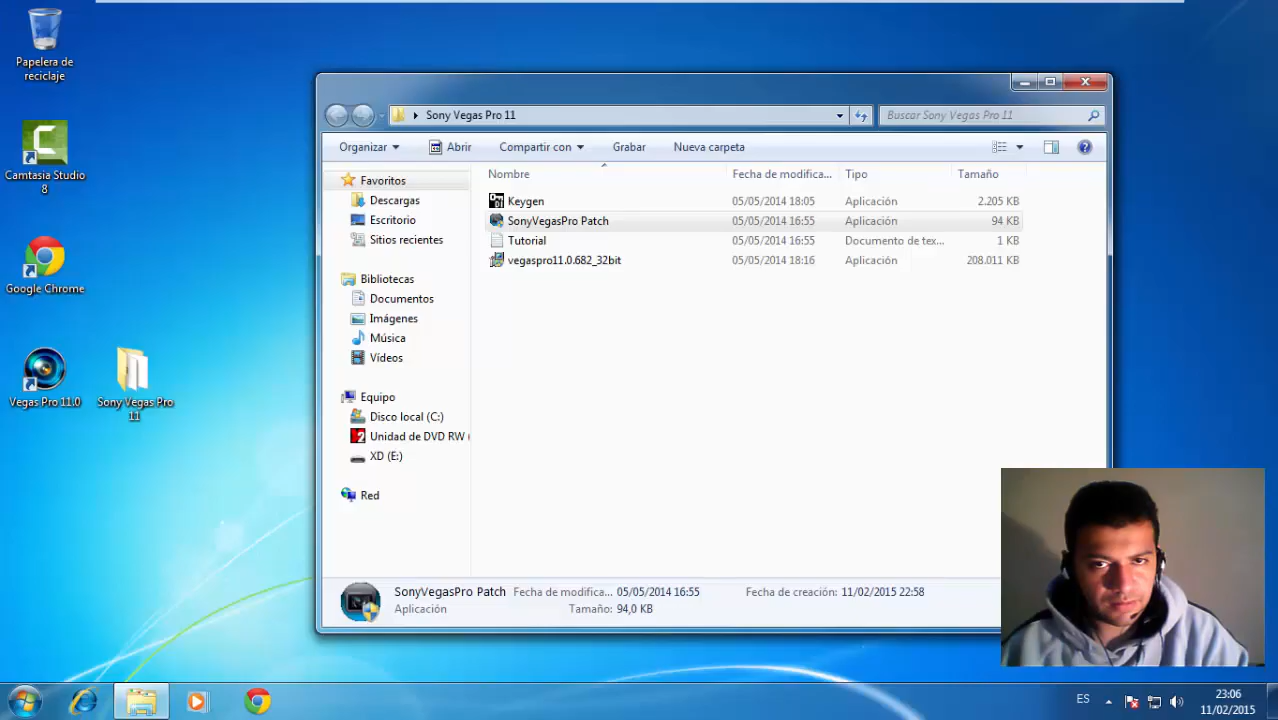 Papelera de
reciclaje
Camtasia Studio
8
Google Chrome
Vegas Pro 11.0
Sony Vegas Pro
11
Sony Vegas Pro 11
Buscar Sony Vegas Pro 11
Organizar Abrir Compartir con Grabar Nueva carpeta
Nombre Fecha de modifica... Tipo Tamaño
Keygen 05/05/2014 18:05 Aplicación 2.205 KB
SonyVegasPro Patch 05/05/2014 16:55 Aplicación 94 KB
Tutorial 05/05/2014 16:55 Documento de tex... 1 KB
vegaspro11.0.682_32bit 05/05/2014 18:16 Aplicación 208.011 KB
Favoritos
Descargas
Escritorio
Sitios recientes
Bibliotecas
Documentos
Imágenes
Música
Vídeos
Equipo
Disco local (C:)
Unidad de DVD RW (
XD (E:)
Red
SonyVegasPro Patch Fecha de modifica... 05/05/2014 16:55 Fecha de creación: 11/02/2015 22:58
Aplicación Tamaño: 94,0 KB
ES
23:06
11/02/2015